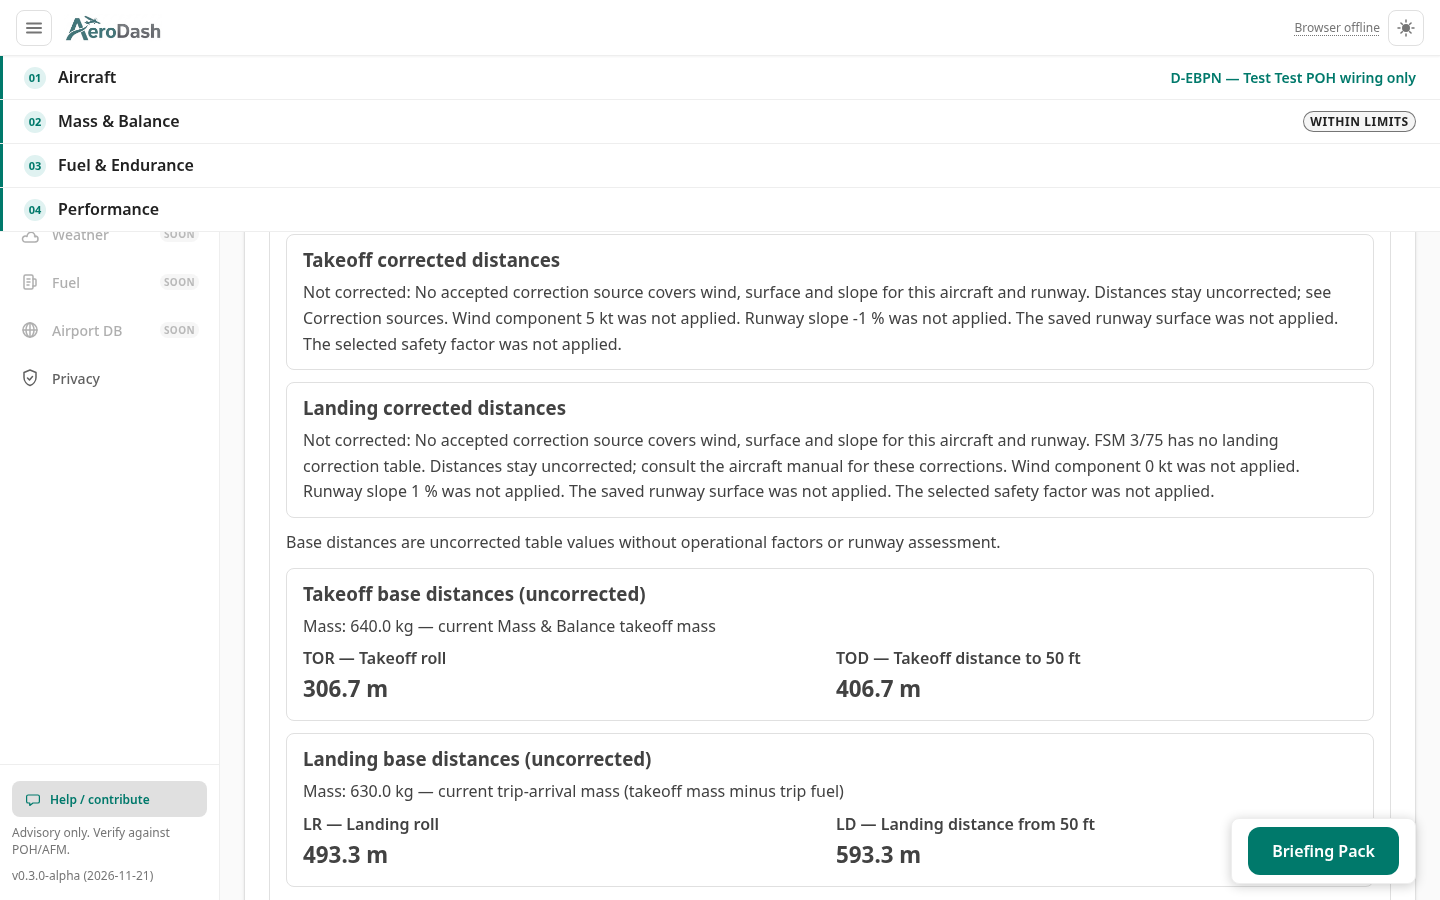 AeroDash
Browser offline
01 Aircraft
D-EBPN — Test Test POH wiring only
02 Mass & Balance
WITHIN LIMITS
03 Fuel & Endurance
04 Performance
Weather SOON
Fuel SOON
Airport DB SOON
Privacy
Takeoff corrected distances
Not corrected: No accepted correction source covers wind, surface and slope for this aircraft and runway. Distances stay uncorrected; see
Correction sources. Wind component 5 kt was not applied. Runway slope -1 % was not applied. The saved runway surface was not applied.
The selected safety factor was not applied.
Landing corrected distances
Not corrected: No accepted correction source covers wind, surface and slope for this aircraft and runway. FSM 3/75 has no landing
correction table. Distances stay uncorrected; consult the aircraft manual for these corrections. Wind component 0 kt was not applied.
Runway slope 1 % was not applied. The saved runway surface was not applied. The selected safety factor was not applied.
Base distances are uncorrected table values without operational factors or runway assessment.
Takeoff base distances (uncorrected)
Mass: 640.0 kg — current Mass & Balance takeoff mass
TOR — Takeoff roll
306.7 m
TOD — Takeoff distance to 50 ft
406.7 m
Landing base distances (uncorrected)
Mass: 630.0 kg — current trip-arrival mass (takeoff mass minus trip fuel)
LR — Landing roll
493.3 m
LD — Landing distance from 50 ft
593.3 m
Briefing Pack
Help / contribute
Advisory only. Verify against
POH/AFM.
v0.3.0-alpha (2026-11-21)